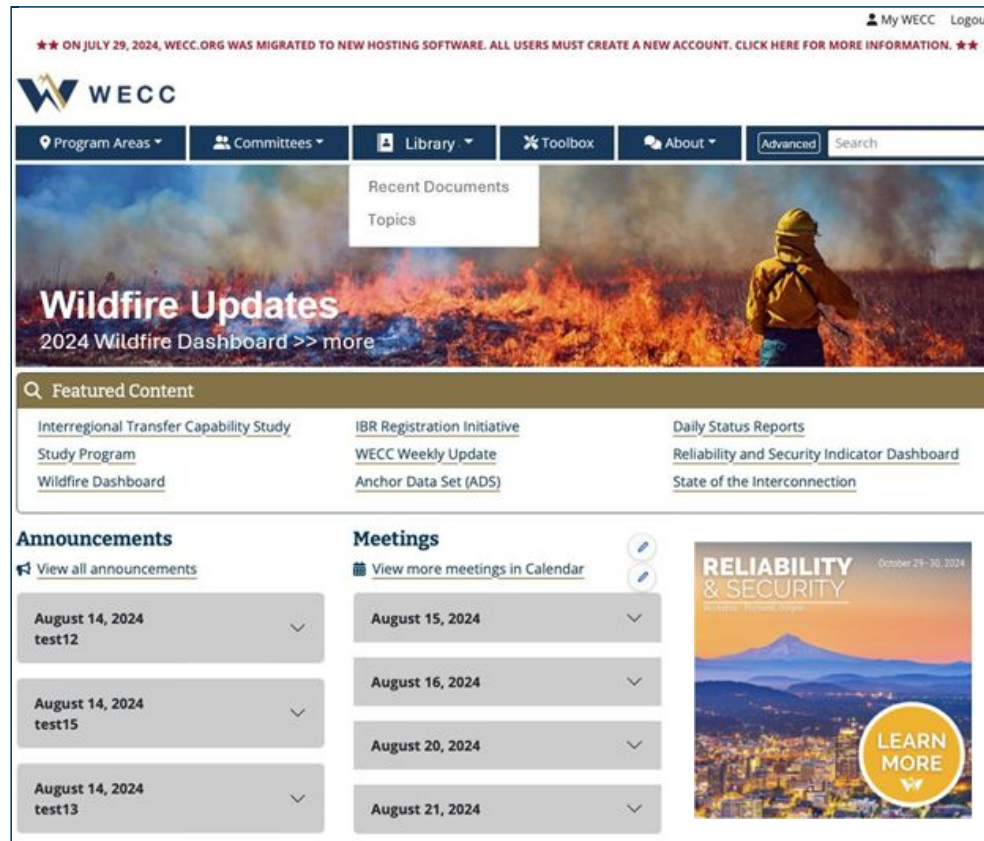 My WECC Logou
★★ ON JULY 29, 2024, WECC.ORG WAS MIGRATED TO NEW HOSTING SOFTWARE. ALL USERS MUST CREATE A NEW ACCOUNT. CLICK HERE FOR MORE INFORMATION. ★★
WECC
Program Areas
Committees
Library
Toolbox
About
Advanced
Search
Recent Documents
Topics
Wildfire Updates
2024 Wildfire Dashboard >> more
Featured Content
Interregional Transfer Capability Study
Study Program
Wildfire Dashboard
IBR Registration Initiative
WECC Weekly Update
Anchor Data Set (ADS)
Daily Status Reports
Reliability and Security Indicator Dashboard
State of the Interconnection
Announcements
View all announcements
August 14, 2024
test12
August 14, 2024
test15
August 14, 2024
test13
Meetings
View more meetings in Calendar
August 15, 2024
August 16, 2024
August 20, 2024
August 21, 2024
RELIABILITY
& SECURITY
October 29-30, 2024
Workshop Portland, Oregon
LEARN
MORE